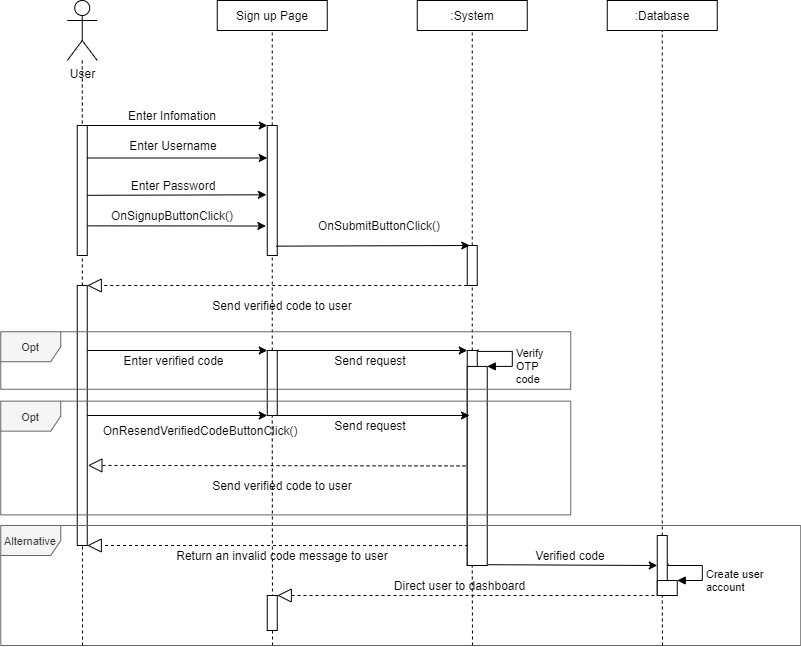 Sign up Page
:System
:Database
User
Enter Infomation
Enter Username
Enter Password
OnSignupButtonClick()
OnSubmitButtonClick()
Send verified code to user
Opt
Enter verified code
Send request
Verify
OTP
code
Opt
OnResendVerifiedCodeButtonClick()
Send request
Send verified code to user
Alternative
Return an invalid code message to user
Verified code
Create user
account
Direct user to dashboard